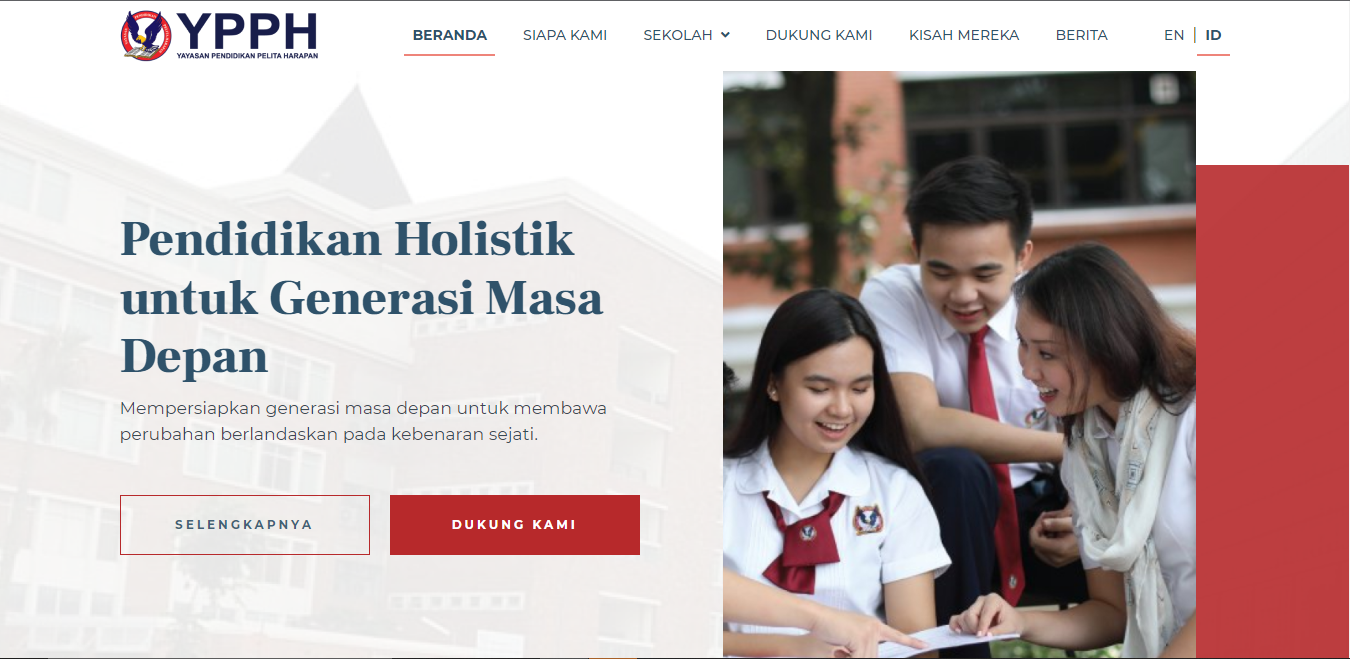 YPPH
YAYASAN PENDIDIKAN PELITA HARAPAN
BERANDA SIAPA KAMI SEKOLAH DUKUNG KAMI KISAH MEREKA BERITA EN | ID
Pendidikan Holistik
untuk Generasi Masa
Depan
Mempersiapkan generasi masa depan untuk membawa
perubahan berlandaskan pada kebenaran sejati.
SELENGKAPNYA DUKUNG KAMI